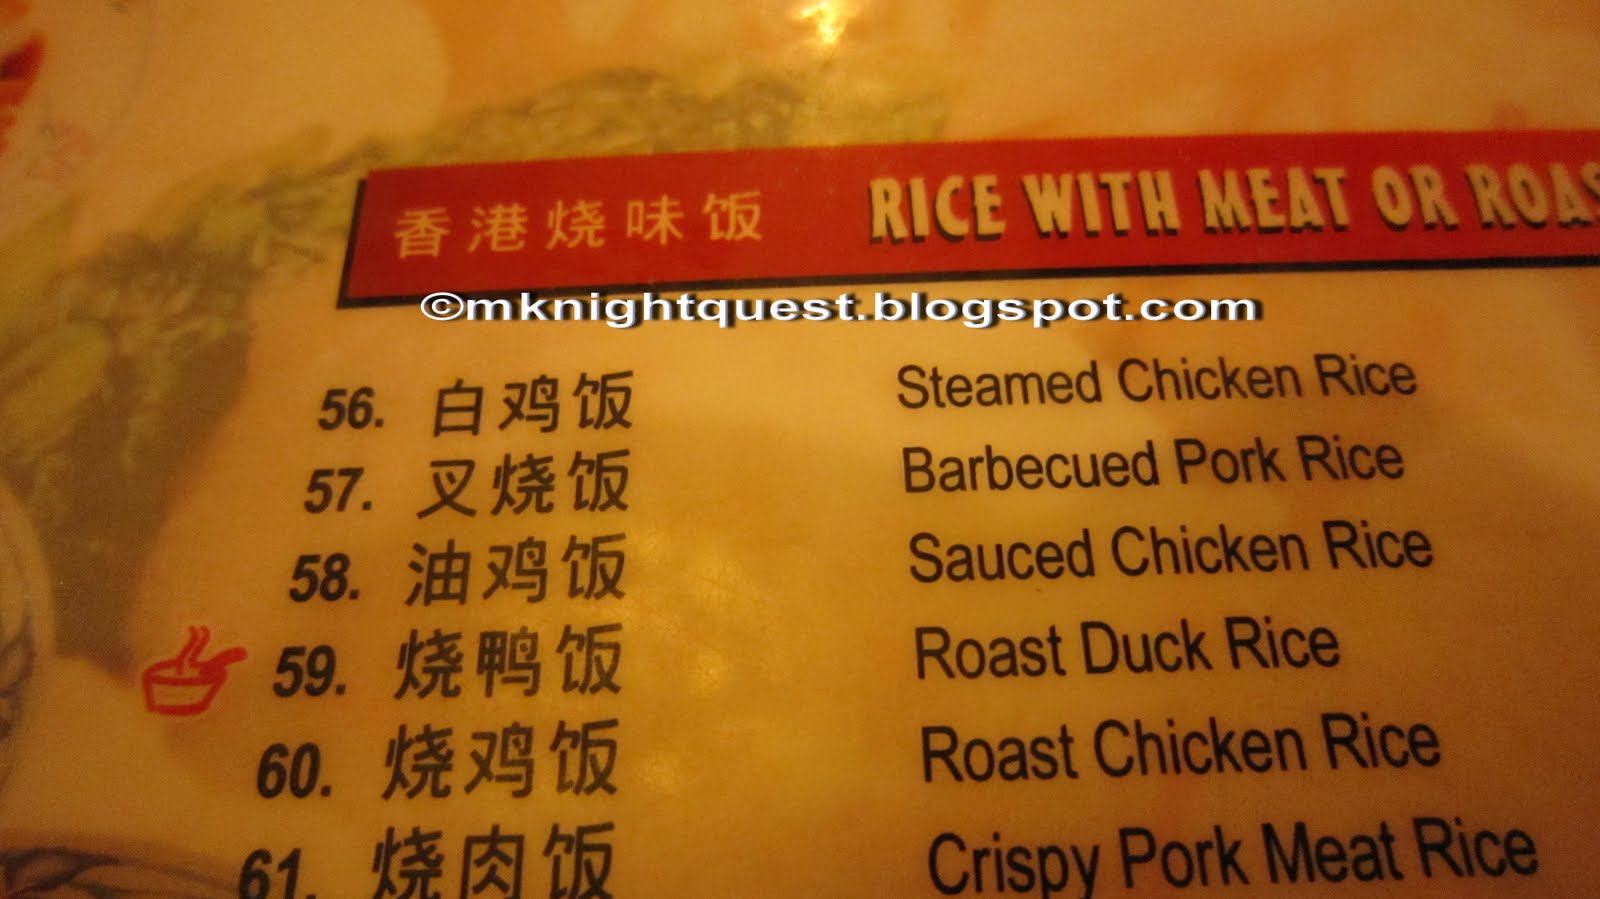 香港烧味饭 RICE WITH MEAT OR
©mknightquest.blogspot.com
56. 白鸡饭 Steamed Chicken Rice
57. 叉烧饭 Barbecued Pork Rice
58. 油鸡饭 Sauced Chicken Rice
59. 烧鸭饭 Roast Duck Rice
60. 烧鸡饭 Roast Chicken Rice
61. 烧肉饭 Crispy Pork Meat Rice